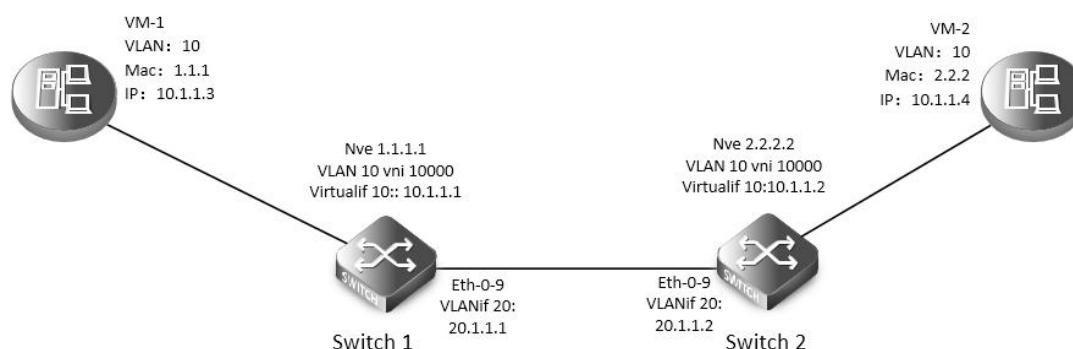 VM-1
VLAN：10
Mac：1.1.1
IP：10.1.1.3
VM-2
VLAN：10
Mac：2.2.2
IP：10.1.1.4
Nve 1.1.1.1
VLAN 10 vni 10000
Virtualif 10:: 10.1.1.1
Nve 2.2.2.2
VLAN 10 vni 10000
Virtualif 10:10.1.1.2
SWITCH
SWITCH
Eth-0-9
VLANif 20:
20.1.1.1
Eth-0-9
VLANif 20:
20.1.1.2
Switch 1
Switch 2